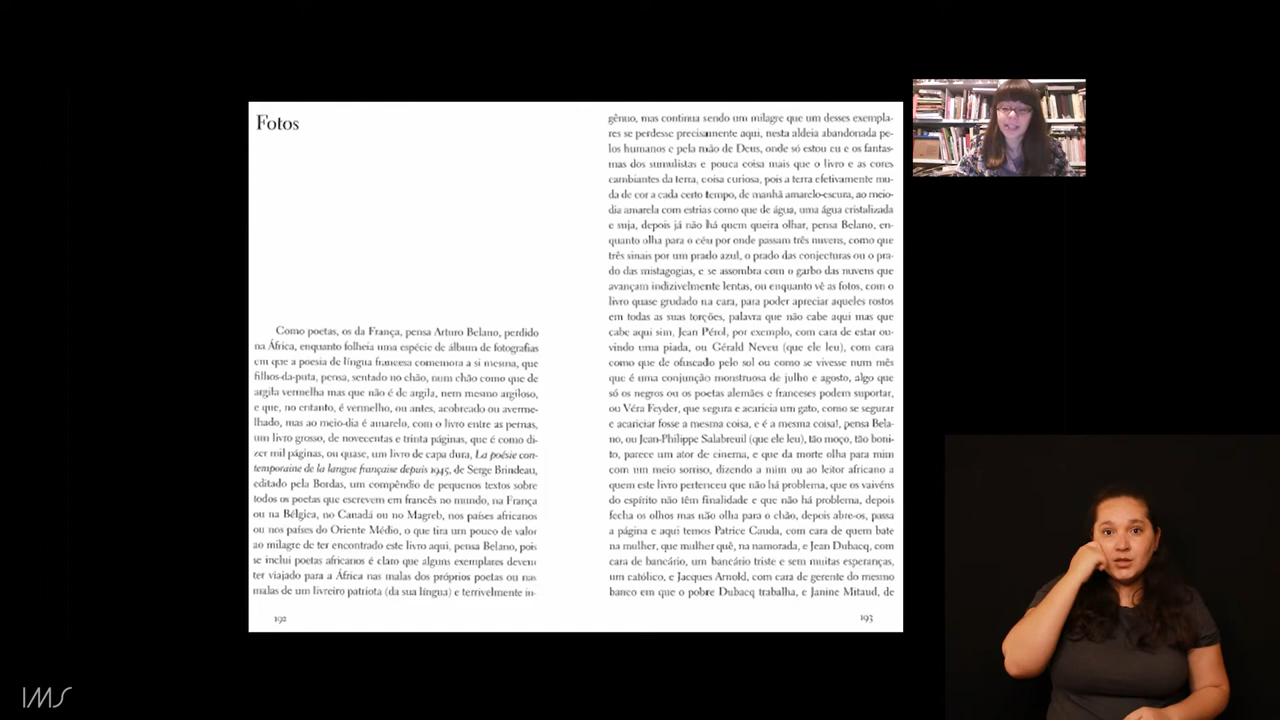 Fotos
Como poetas, os da França, pensa Arturo Belano, perdido
na África, enquanto folheia uma espécie de álbum de fotografias
em que a poesia de língua francesa comemora a si mesma, que
filhos-da-puta, pensa, sentado no chão, num chão como que de
argila vermelha mas que não é de argila, nem mesmo argiloso,
e que, no entanto, é vermelho, ou antes, acobreado ou averme-
lhado, mas ao meio-dia é amarelo, com o livro entre as pernas,
um livro grosso, de novecentas e trinta páginas, que é como di-
zer mil páginas, ou quase, um livro de capa dura, La poésie con-
temporaine de la langue française depuis 1945, de Serge Brindeau,
editado pela Bordas, um compêndio de pequenos textos sobre
todos os poetas que escrevem em francês no mundo, na França
ou na Bélgica, no Canadá ou no Magreb, nos países africanos
ou nos países do Oriente Médio, o que tira um pouco de valor
ao milagre de ter encontrado este livro aqui, pensa Belano, pois
se inclui poetas africanos é claro que alguns exemplares devem
ter viajado para a África nas malas dos próprios poetas ou nas
malas de um livreiro patriota (da sua língua) e terrivelmente in-
192
gênuo, mas continua sendo um milagre que um desses exempla-
res se perdesse precisamente aqui, nesta aldeia abandonada pe-
los humanos e pela mão de Deus, onde só estou eu e os fantas-
mas dos sumulistas e pouca coisa mais que o livro e as cores
cambiantes da terra, coisa curiosa, pois a terra efetivamente mu-
da de cor a cada certo tempo, de manhã amarelo-escura, ao meio-
dia amarela com estrias como que de água, uma água cristalizada
e suja, depois já não há quem queira olhar, pensa Belano, en-
quanto olha para o céu por onde passam três nuvens, como que
três sinais por um prado azul, o prado das conjecturas ou o pra-
do das mistagogias, e se assombra com o garbo das nuvens que
avançam indizivelmente lentas, ou enquanto vê as fotos, com o
livro quase grudado na cara, para poder apreciar aqueles rostos
em todas as suas torções, palavra que não cabe aqui mas que
cabe aqui sim, Jean Pérol, por exemplo, com cara de estar ou-
vindo uma piada, ou Gérald Neveu (que ele leu), com cara
como que de ofuscado pelo sol ou como se vivesse num mês
que é uma conjunção monstruosa de julho e agosto, algo que
só os negros ou os poetas alemães e franceses podem suportar,
ou Véra Feyder, que segura e acaricia um gato, como se segurar
e acariciar fosse a mesma coisa, e é a mesma coisa!, pensa Bela-
no, ou Jean-Philippe Salabreuil (que ele leu), tão moço, tão boni-
to, parece um ator de cinema, e que da morte olha para mim
com um meio sorriso, dizendo a mim ou ao leitor africano a
quem este livro pertenceu que não há problema, que os vaivéns
do espírito não têm finalidade e que não há problema, depois
fecha os olhos mas não olha para o chão, depois abre-os, passa
a página e aqui temos Patrice Cauda, com cara de quem bate
na mulher, que mulher quê, na namorada, e Jean Dubacq, com
cara de bancário, um bancário triste e sem muitas esperanças,
um católico, e Jacques Arnold, com cara de gerente do mesmo
banco em que o pobre Dubacq trabalha, e Janine Mitaud, de
193
IMS